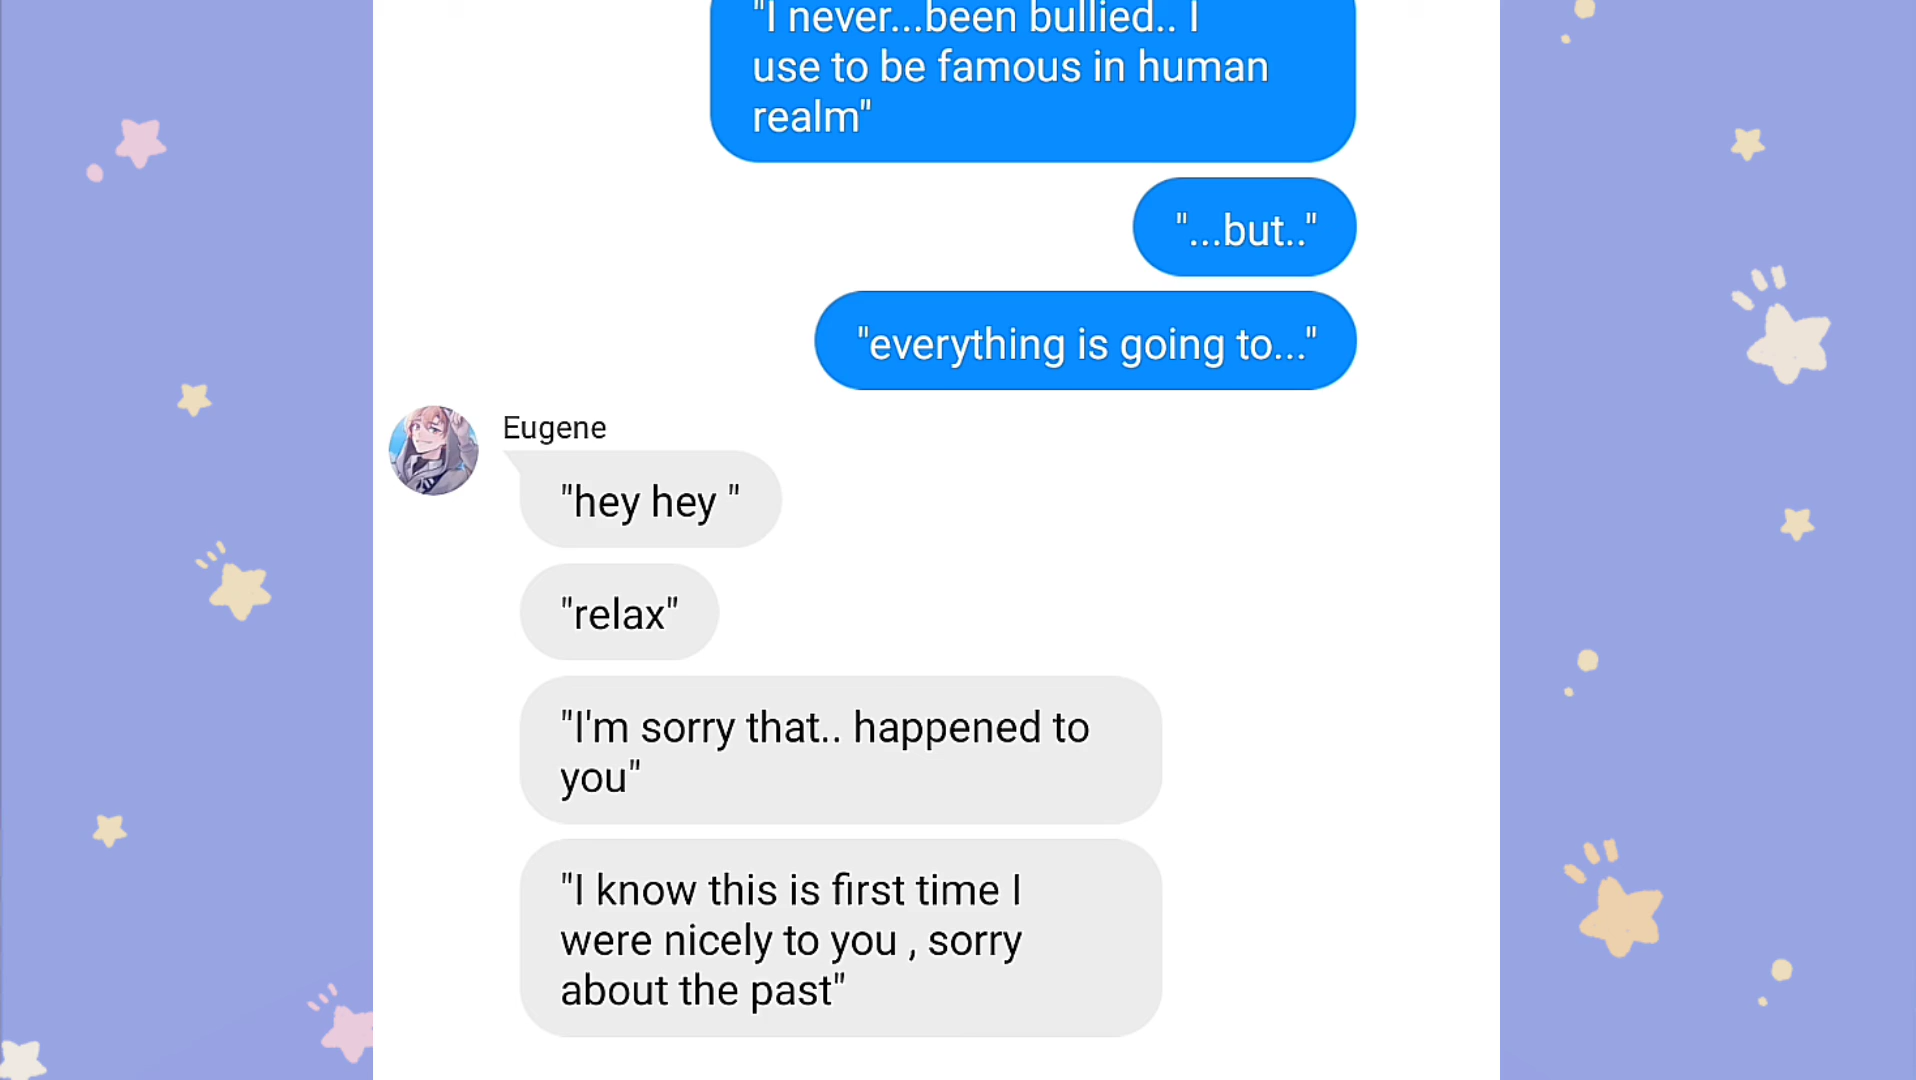 "I never...been bullied.. I
use to be famous in human
realm"
"...but.."
"everything is going to..."
Eugene
"hey hey "
"relax"
"I'm sorry that.. happened to
you"
"I know this is first time I
were nicely to you , sorry
about the past"